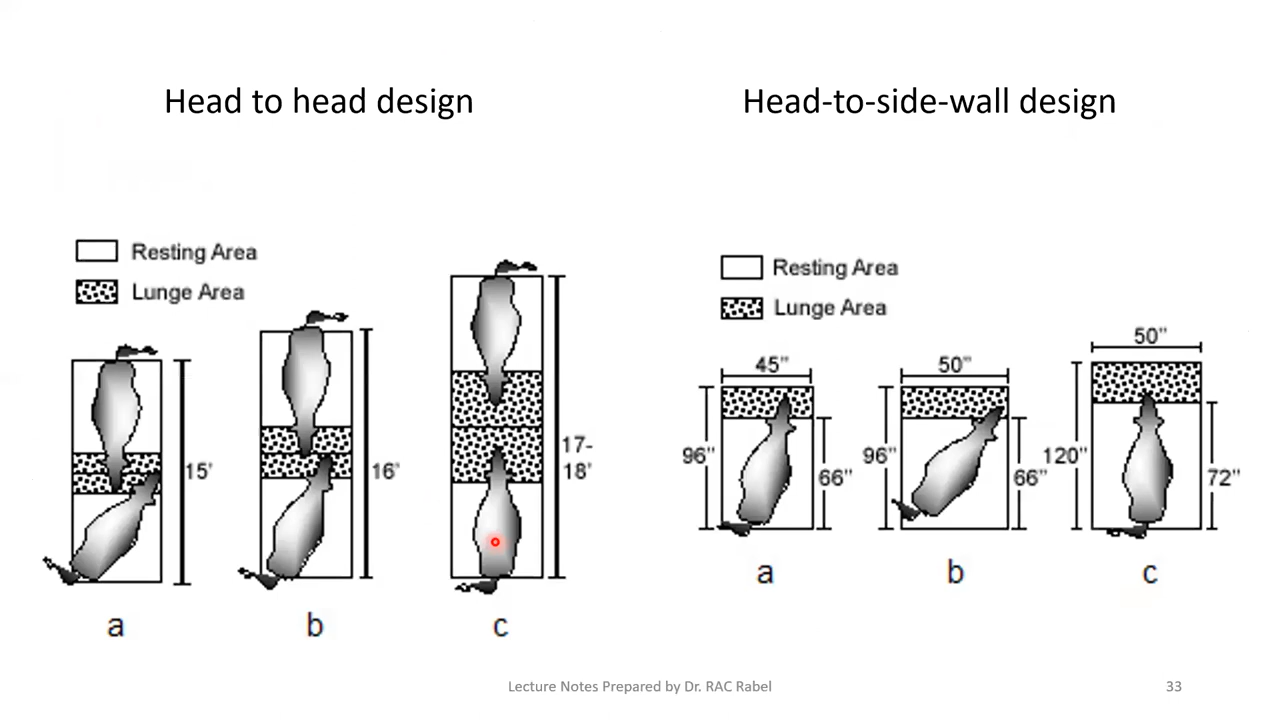 Head to head design
Head-to-side-wall design
Resting Area
Lunge Area
15'
16'
17-
18'
a
b
c
Resting Area
Lunge Area
45"
96"
66"
50"
96"
66"
50"
120"
72"
a
b
c
Lecture Notes Prepared by Dr. RAC Rabel
33